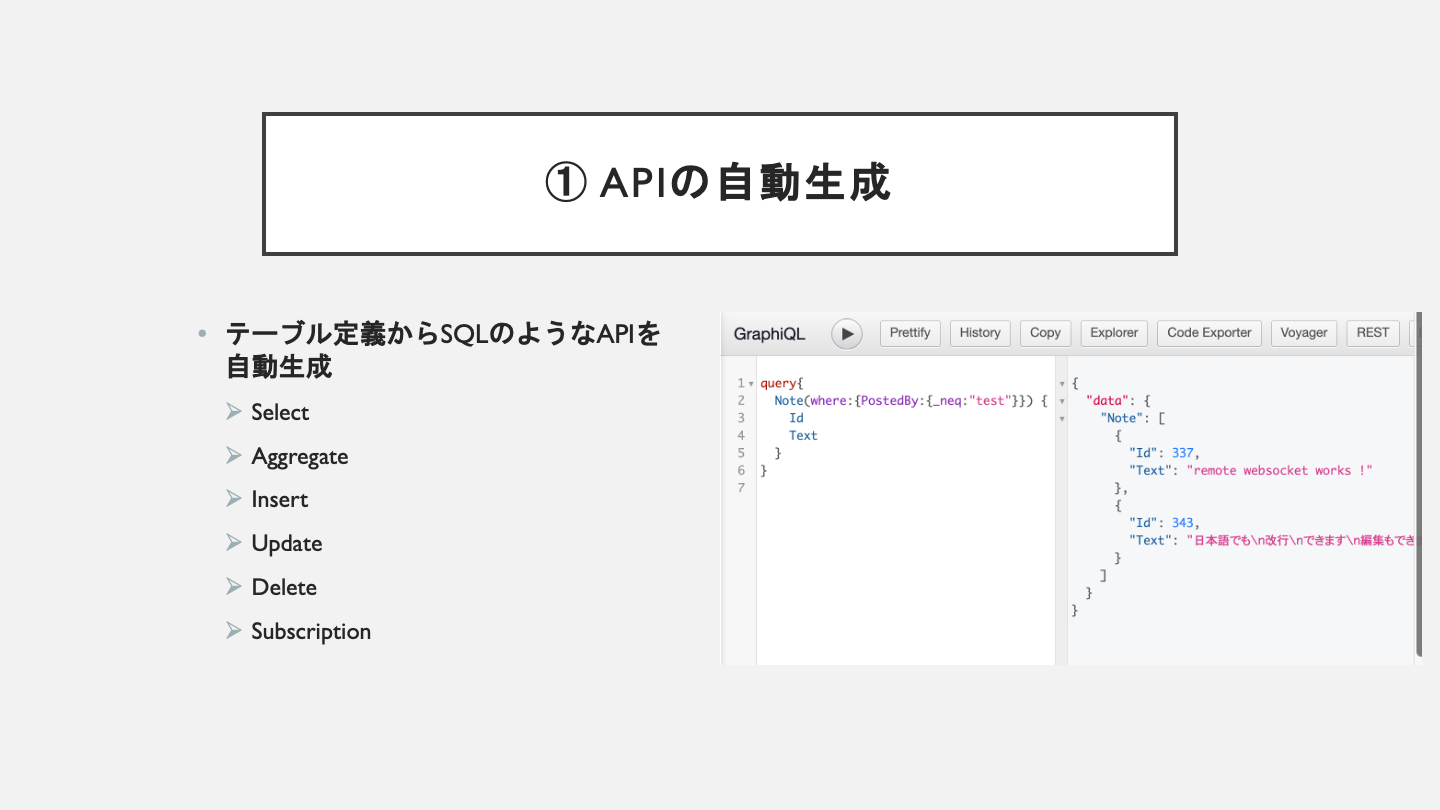 ① APIの自動生成
テーブル定義からSQLのようなAPIを
自動生成
Select
Aggregate
Insert
Update
Delete
Subscription
GraphiQL Prettify History Copy Explorer Code Exporter Voyager REST
1 query{
2 Note(where:{PostedBy:{_neq:"test"}}) {
3 Id
4 Text
5 }
6 }
7
{
"data": {
"Note": [
{
"Id": 337,
"Text": "remote websocket works !"
},
{
"Id": 343,
"Text": "日本語でも\n改行\nできます\n編集もでき
}
]
}
}